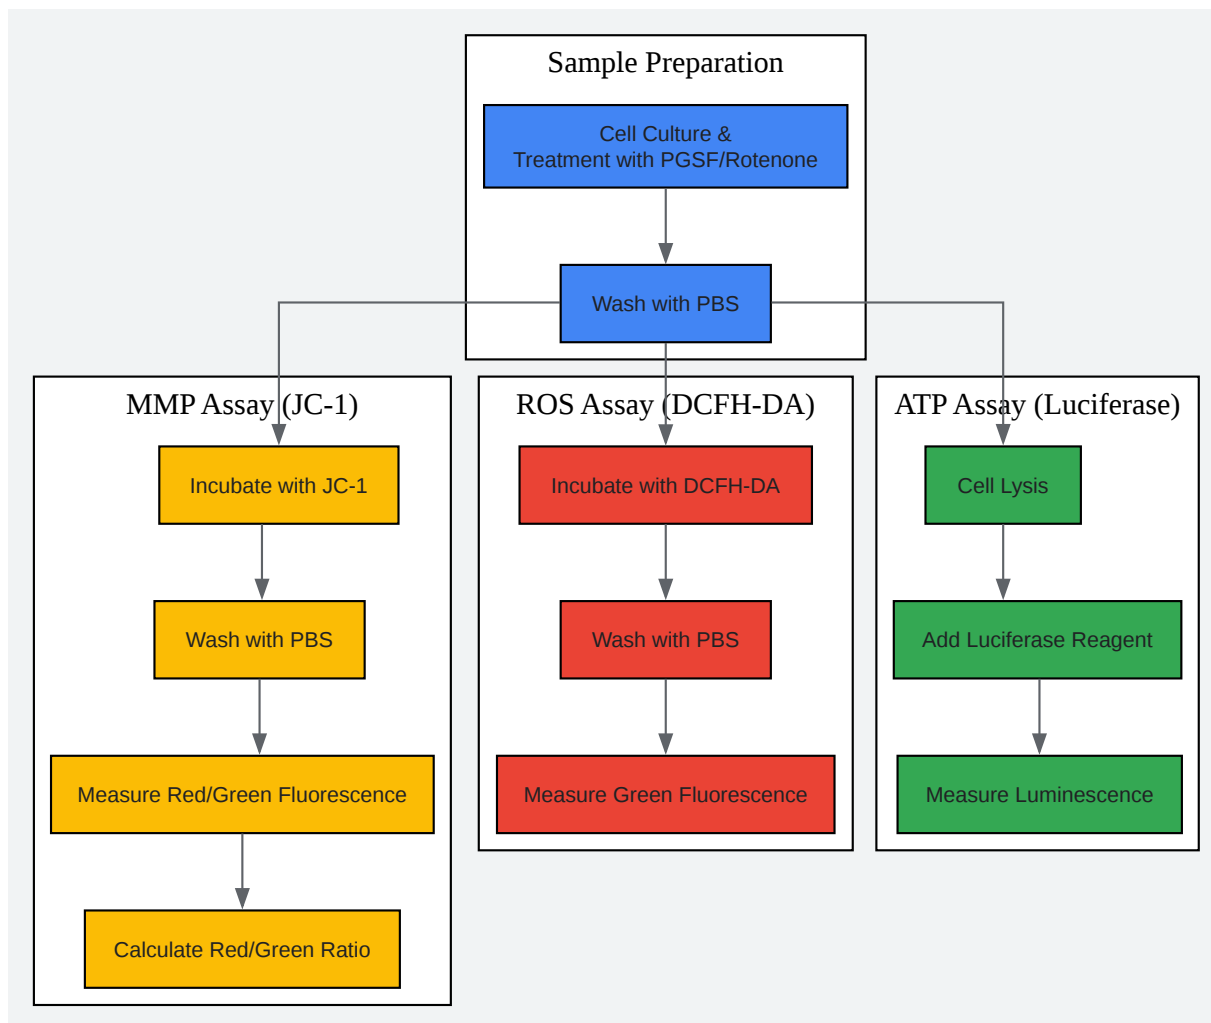 Sample Preparation
Cell Culture &
Treatment with PGSF/Rotenone
Wash with PBS
MMP Assay (JC-1)
Incubate with JC-1
Wash with PBS
Measure Red/Green Fluorescence
Calculate Red/Green Ratio
ROS Assay (DCFH-DA)
Incubate with DCFH-DA
Wash with PBS
Measure Green Fluorescence
ATP Assay (Luciferase)
Cell Lysis
Add Luciferase Reagent
Measure Luminescence